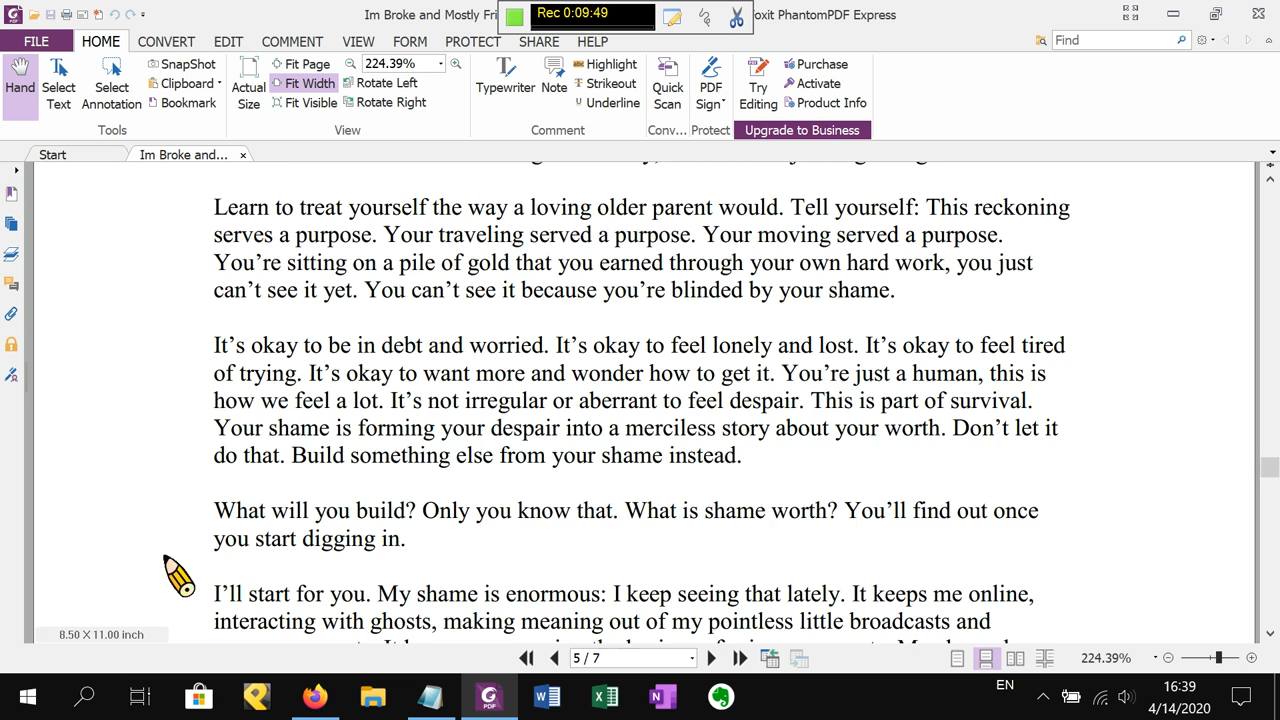 Im Broke and Mostly Fri
Rec 0:09:49
oxit PhantomPDF Express
FILE HOME CONVERT EDIT COMMENT VIEW FORM PROTECT SHARE HELP Find
Hand
Select Text
Select Annotation
SnapShot
Clipboard
Bookmark
Tools
Actual Size
Fit Page
Fit Width
Fit Visible
224.39%
Rotate Left
Rotate Right
View
Typewriter
Note
Highlight
Strikeout
Underline
Comment
Quick Scan
Conv...
PDF Sign
Protect
Try Editing
Purchase
Activate
Product Info
Upgrade to Business
Start Im Broke and...
Learn to treat yourself the way a loving older parent would. Tell yourself: This reckoning
serves a purpose. Your traveling served a purpose. Your moving served a purpose.
You’re sitting on a pile of gold that you earned through your own hard work, you just
can’t see it yet. You can’t see it because you’re blinded by your shame.
It’s okay to be in debt and worried. It’s okay to feel lonely and lost. It’s okay to feel tired
of trying. It’s okay to want more and wonder how to get it. You’re just a human, this is
how we feel a lot. It’s not irregular or aberrant to feel despair. This is part of survival.
Your shame is forming your despair into a merciless story about your worth. Don’t let it
do that. Build something else from your shame instead.
What will you build? Only you know that. What is shame worth? You’ll find out once
you start digging in.
I’ll start for you. My shame is enormous: I keep seeing that lately. It keeps me online,
interacting with ghosts, making meaning out of my pointless little broadcasts and
8.50 X 11.00 inch
5 / 7
224.39%
EN
16:39
4/14/2020